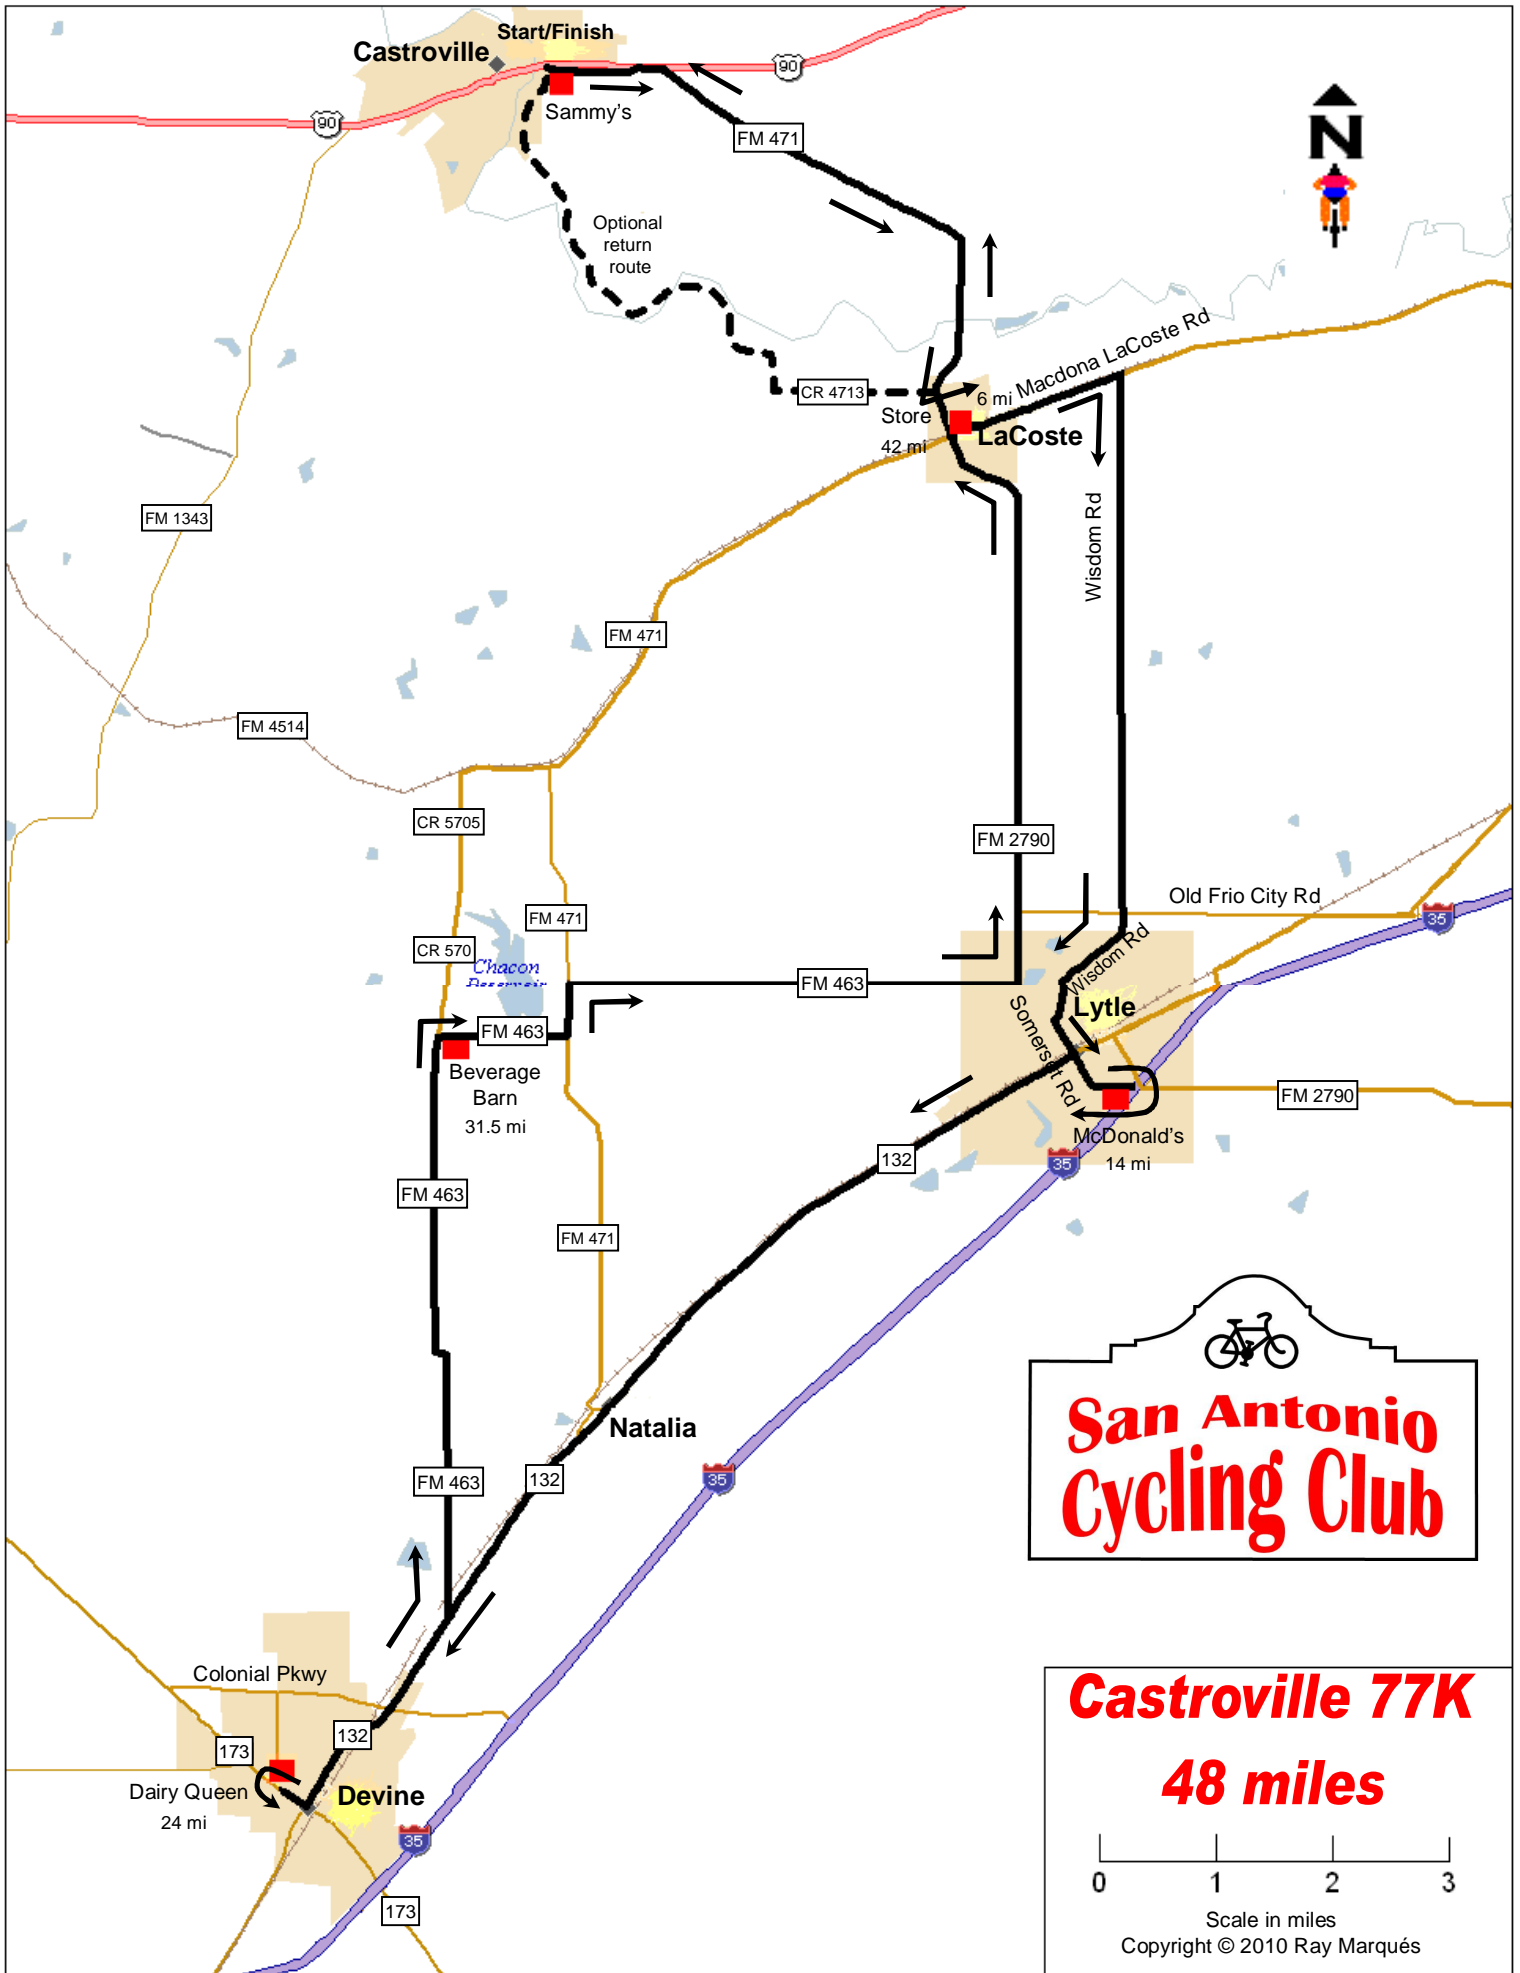 Start/Finish
Castroville
90
90
Sammy's
FM 471
N
Optional
return
route
Macdona LaCoste Rd
CR 4713
6 mi
Store
LaCoste
42 mi
Wisdom Rd
FM 1343
FM 471
FM 4514
CR 5705
FM 2790
Old Frio City Rd
35
FM 471
CR 570
Chacon
Reservoir
Wisdom Rd
FM 463
Lytle
Somerset Rd
FM 463
Beverage
Barn
31.5 mi
FM 2790
McDonald's
14 mi
35
132
FM 463
FM 471
Natalia
San Antonio
Cycling Club
132
35
FM 463
Colonial Pkwy
132
173
Dairy Queen
24 mi
Devine
35
173
Castroville 77K
48 miles
0 1 2 3
Scale in miles
Copyright © 2010 Ray Marqués